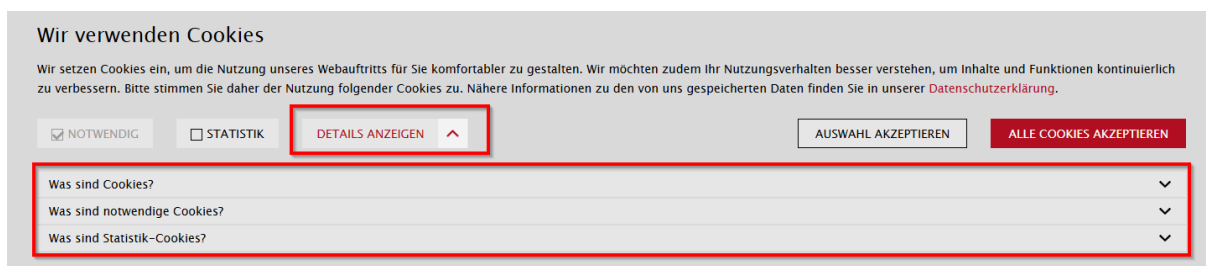 Wir verwenden Cookies
Wir setzen Cookies ein, um die Nutzung unseres Webauftritts für Sie komfortabler zu gestalten. Wir möchten zudem Ihr Nutzungsverhalten besser verstehen, um Inhalte und Funktionen kontinuierlich
zu verbessern. Bitte stimmen Sie daher der Nutzung folgender Cookies zu. Nähere Informationen zu den von uns gespeicherten Daten finden Sie in unserer Datenschutzerklärung.
NOTWENDIG STATISTIK DETAILS ANZEIGEN AUSWAHL AKZEPTIEREN ALLE COOKIES AKZEPTIEREN
Was sind Cookies?
Was sind notwendige Cookies?
Was sind Statistik-Cookies?